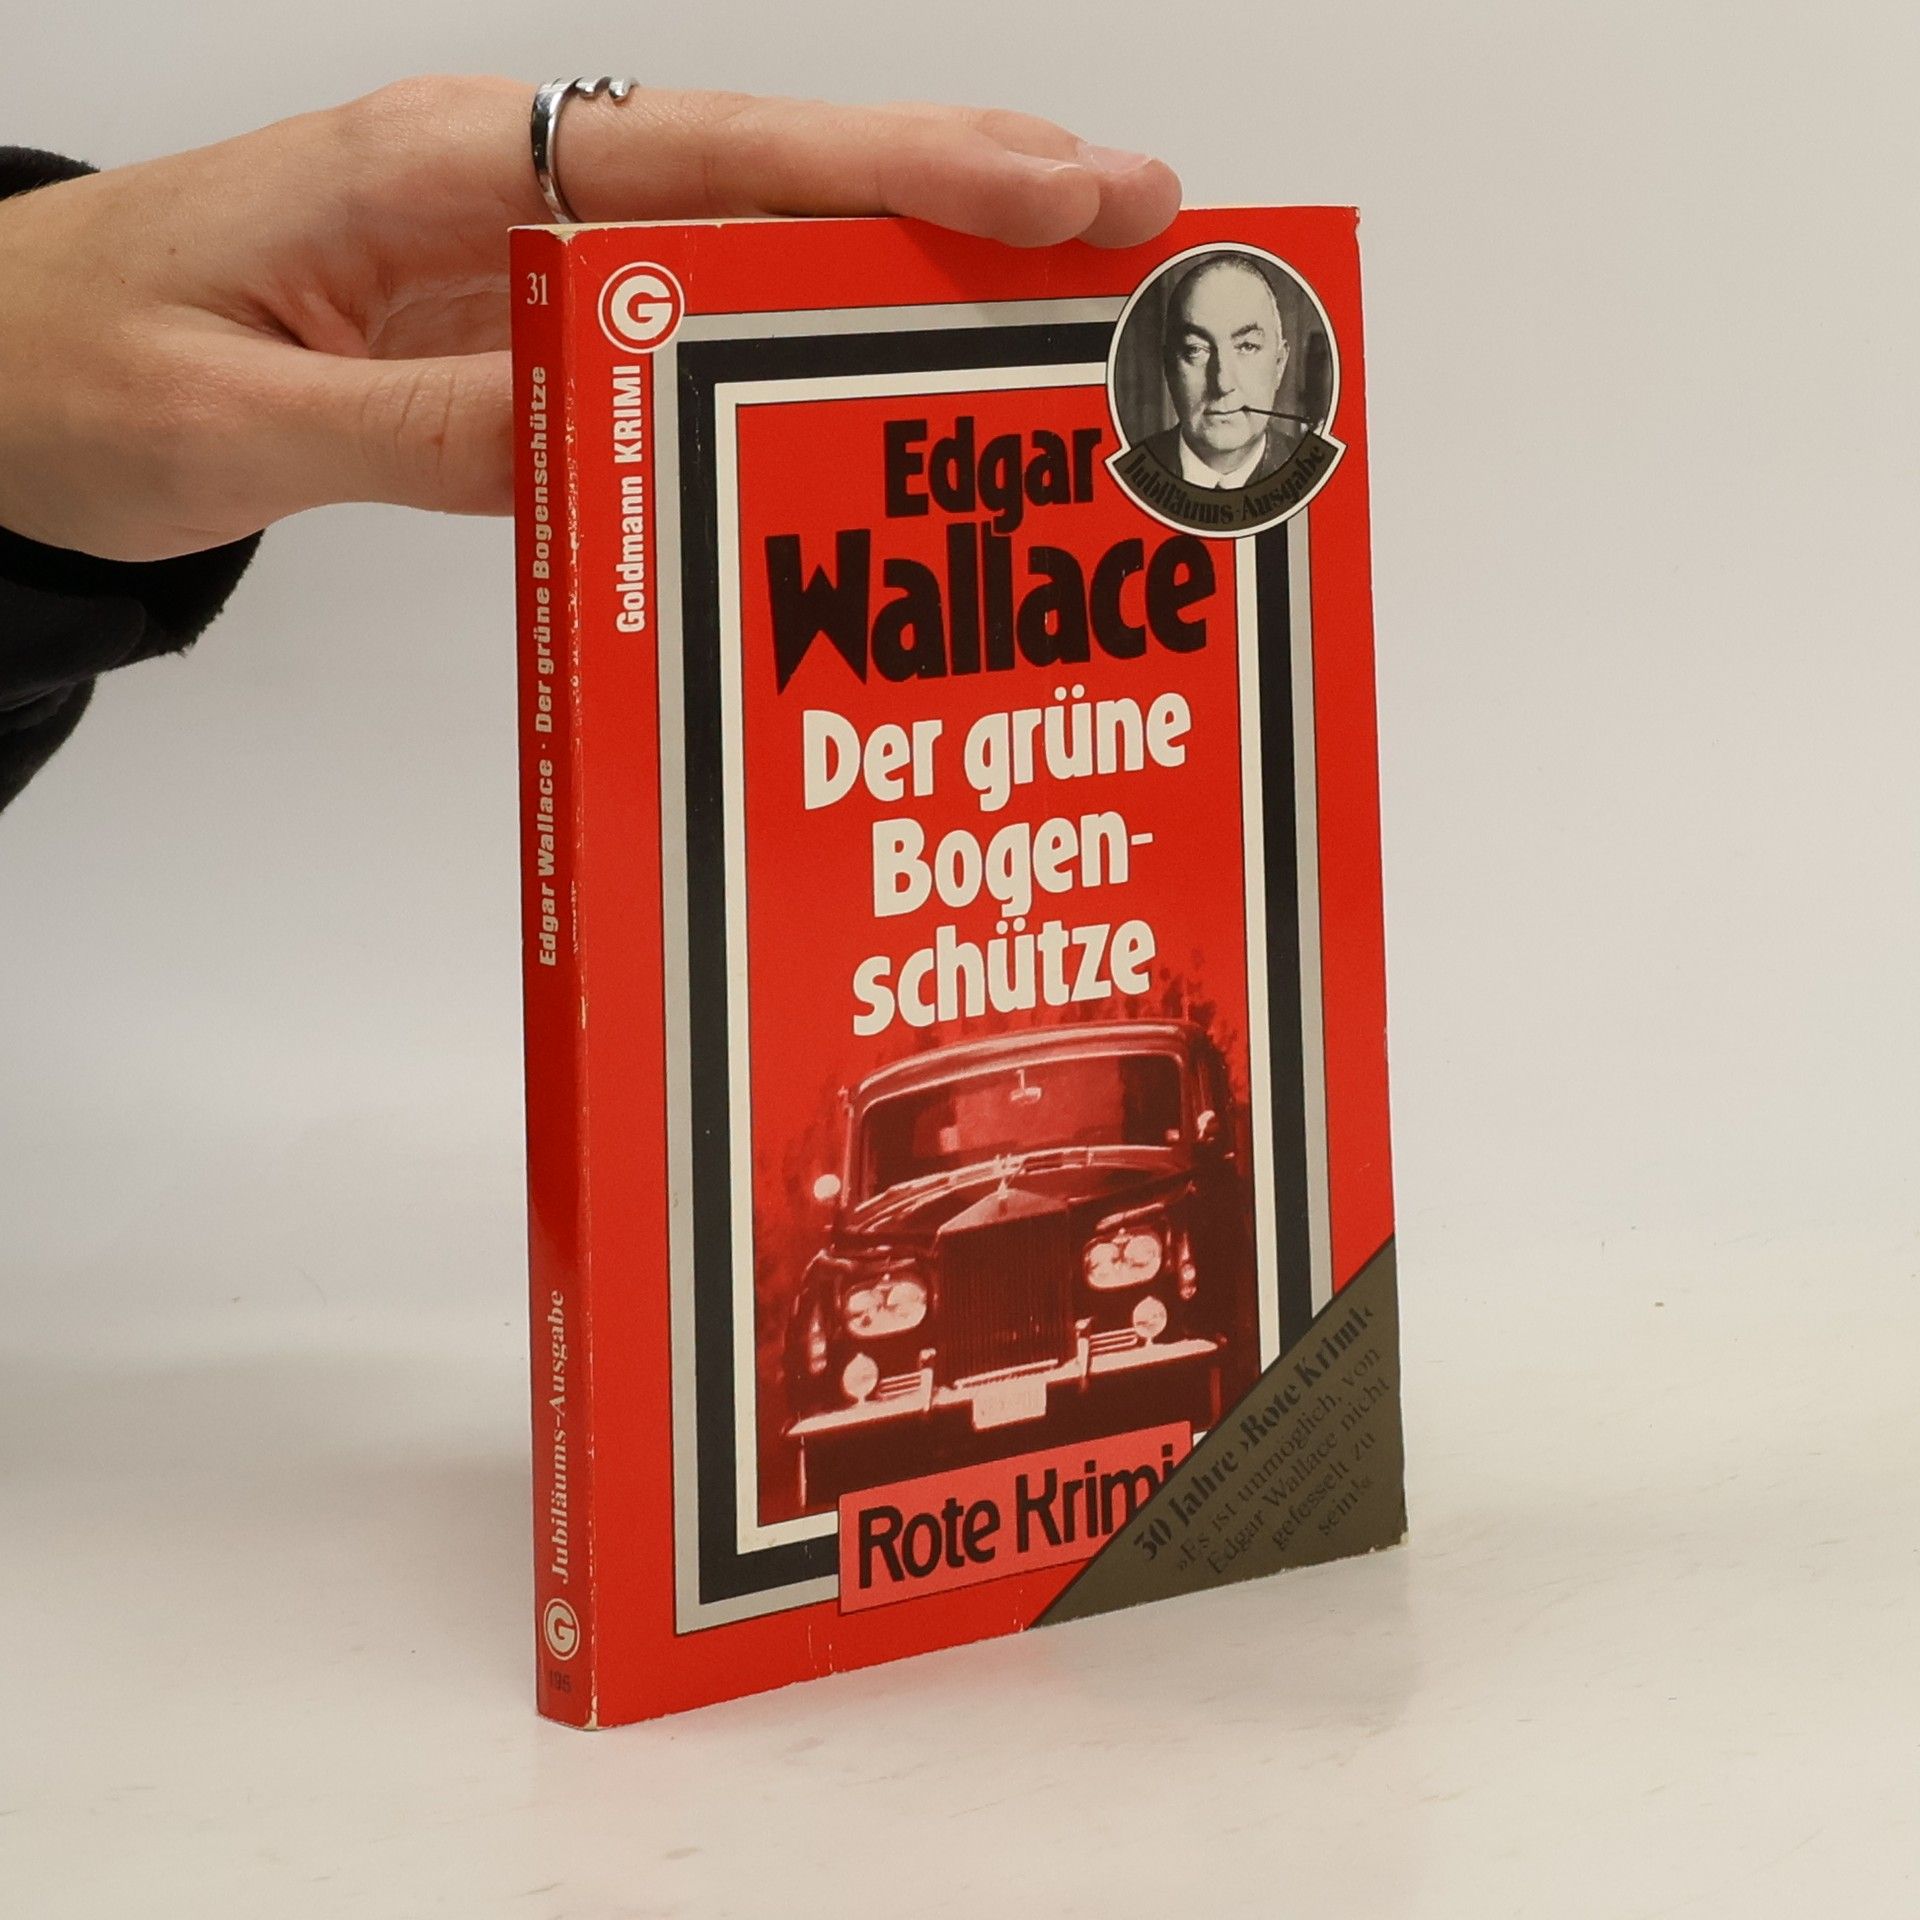 31
Edgar Wallace · Der grüne Bogenschütze
Jubiläums-Ausgabe
G
196
G
Goldmann KRIMI
Jubiläums-Ausgabe
Edgar
Wallace
Der grüne
Bogen-
schütze
Rote Krimi
30 Jahre ›Rote Krimi‹
»Es ist unmöglich, von
Edgar Wallace nicht
gefesselt zu
sein!«